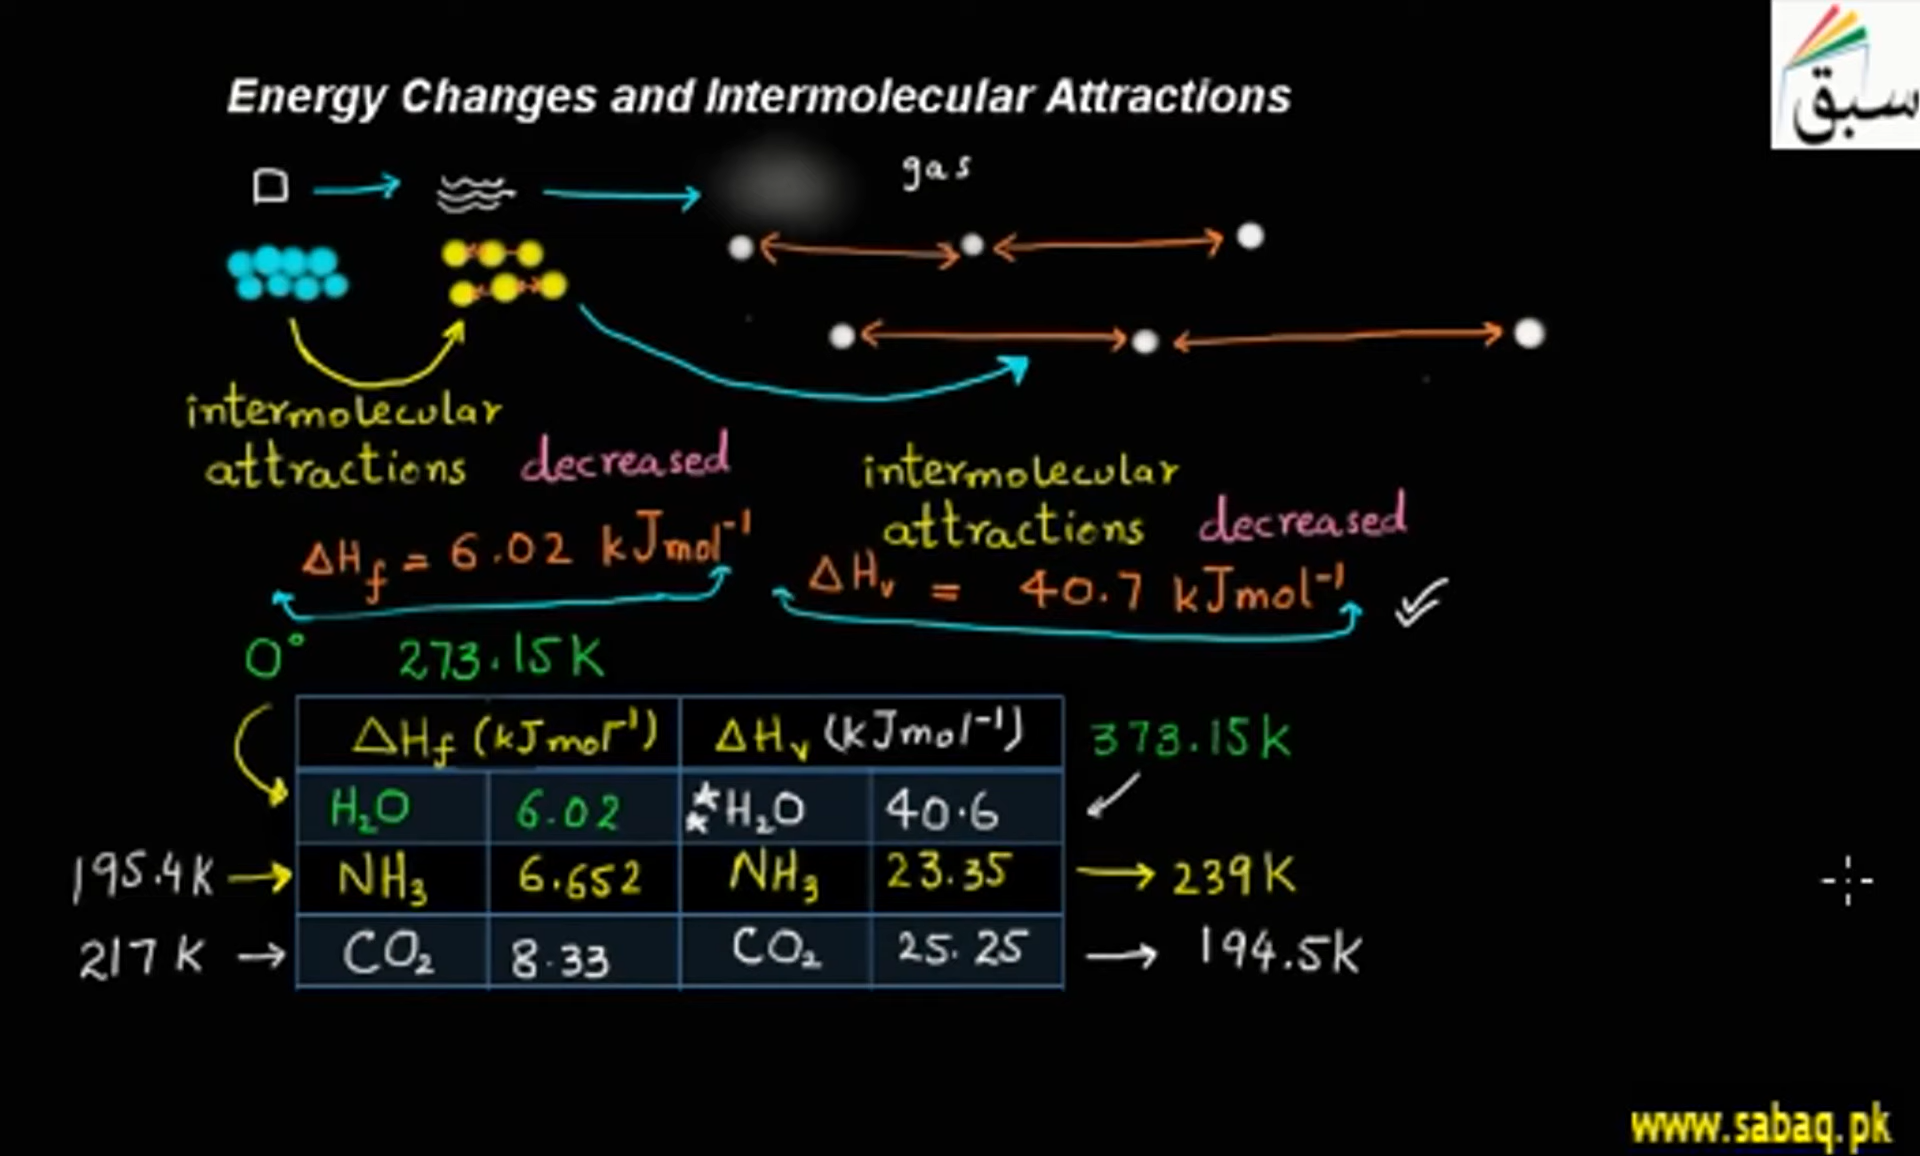 سبق
Energy Changes and Intermolecular Attractions
gas
intermolecular
attractions decreased
intermolecular
attractions decreased
ΔHf = 6.02 kJmol⁻¹
ΔHv = 40.7 kJmol⁻¹
0° 273.15K
ΔHf (kJmol⁻¹) ΔHv (kJmol⁻¹) 373.15K
H₂O 6.02 **H₂O 40.6
195.4K → NH₃ 6.652 NH₃ 23.35 → 239K
217K → CO₂ 8.33 CO₂ 25.25 → 194.5K
www.sabaq.pk